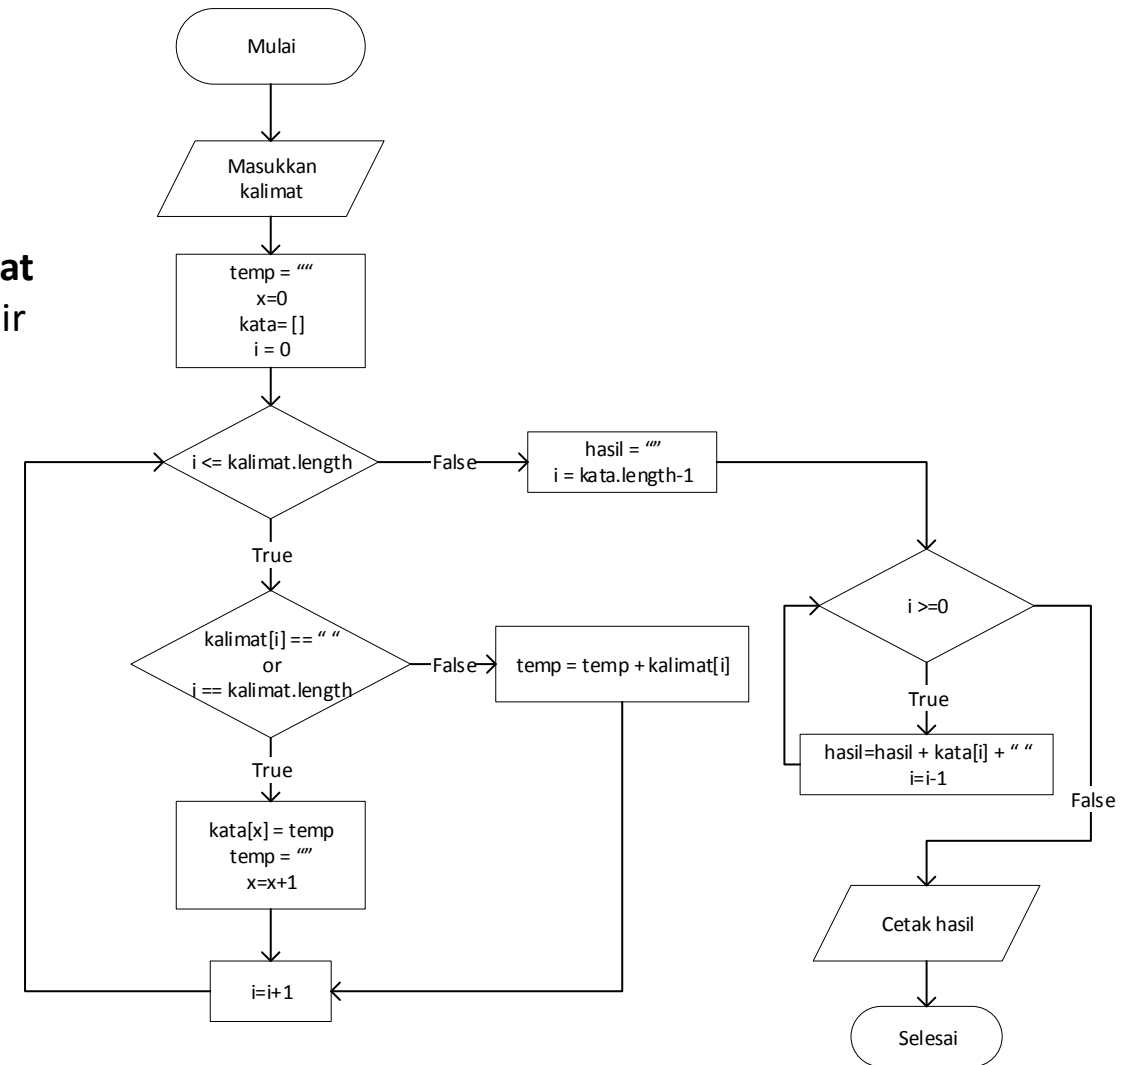 Mulai
Masukkan
kalimat
at
ir
temp = ““
x=0
kata= []
i = 0
i <= kalimat.length
False
hasil = “”
i = kata.length-1
True
kalimat[i] == “ “
or
i == kalimat.length
False
temp = temp + kalimat[i]
True
kata[x] = temp
temp = “”
x=x+1
i=i+1
i >=0
True
hasil=hasil + kata[i] + “ “
i=i-1
False
Cetak hasil
Selesai